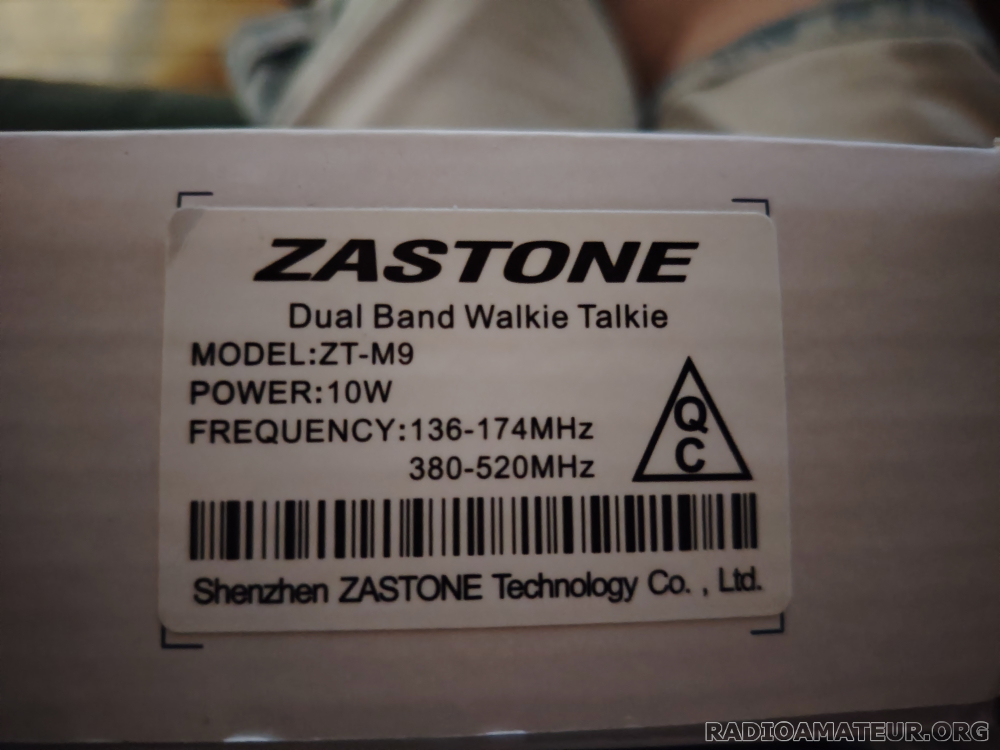 ZASTONE
Dual Band Walkie Talkie
MODEL:ZT-M9
POWER:10W
FREQUENCY:136-174MHz
380-520MHz
QC
Shenzhen ZASTONE Technology Co. , Ltd.
RADIOAMATEUR.ORG